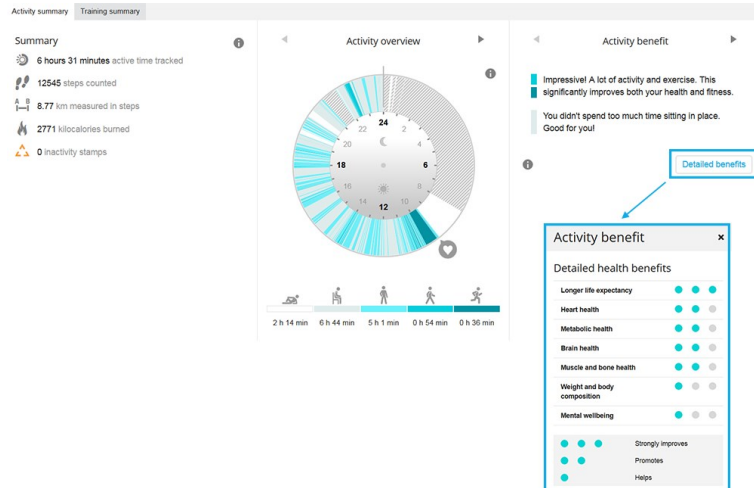 Activity summary
Training summary
Summary
6 hours 31 minutes active time tracked
12545 steps counted
A B
8.77 km measured in steps
2771 kilocalories burned
0 inactivity stamps
Activity overview
24
22
2
20
4
18
6
16
8
14
10
12
2 h 14 min
6 h 44 min
5 h 1 min
0 h 54 min
0 h 36 min
Activity benefit
Impressive! A lot of activity and exercise. This
significantly improves both your health and fitness.
You didn't spend too much time sitting in place.
Good for you!
Detailed benefits
Activity benefit
×
Detailed health benefits
Longer life expectancy
Heart health
Metabolic health
Brain health
Muscle and bone health
Weight and body
composition
Mental wellbeing
Strongly improves
Promotes
Helps